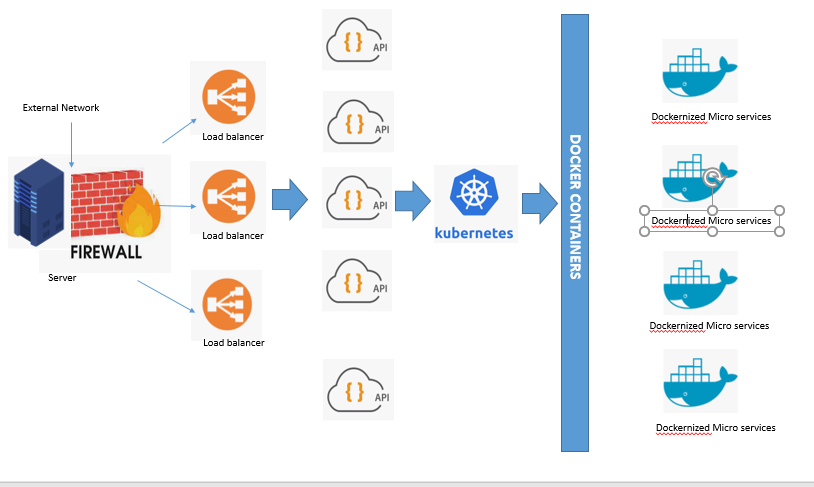 External Network
FIREWALL
Server
Load balancer
Load balancer
Load balancer
API
API
API
API
API
kubernetes
DOCKER CONTAINERS
Dockernized Micro services
Dockernized Micro services
Dockernized Micro services
Dockernized Micro services